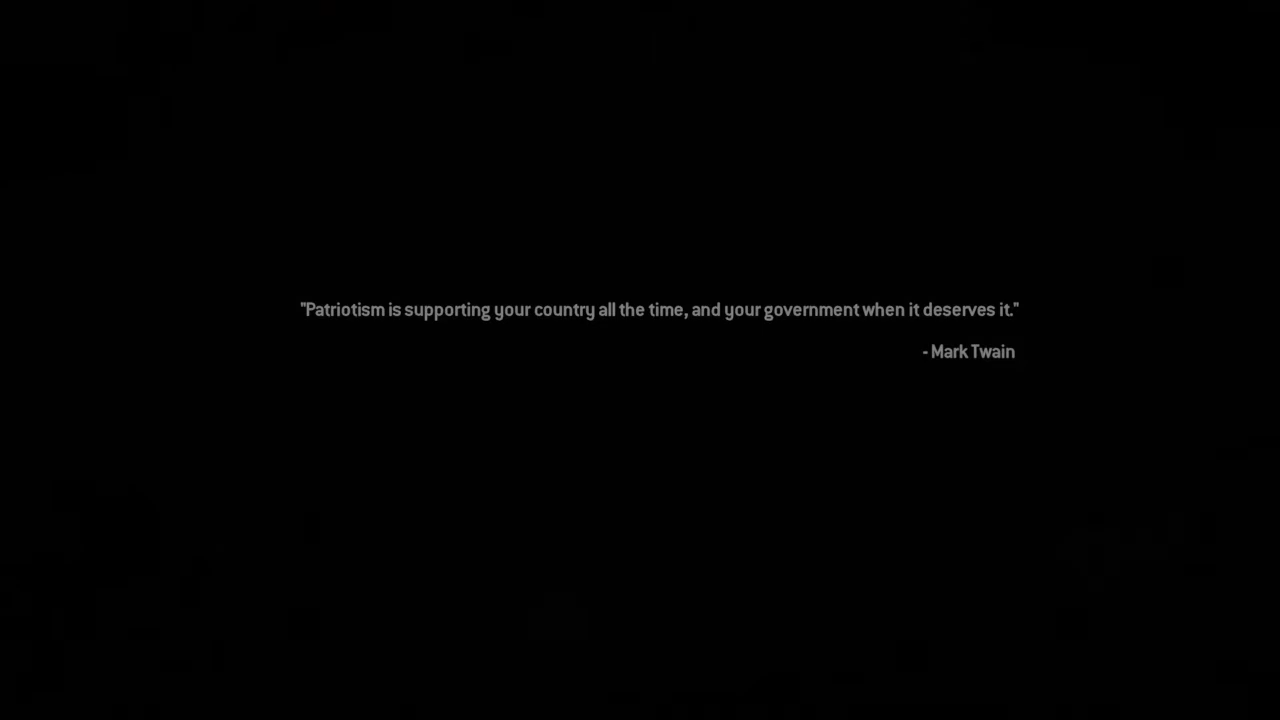 "Patriotism is supporting your country all the time, and your government when it deserves it."
- Mark Twain